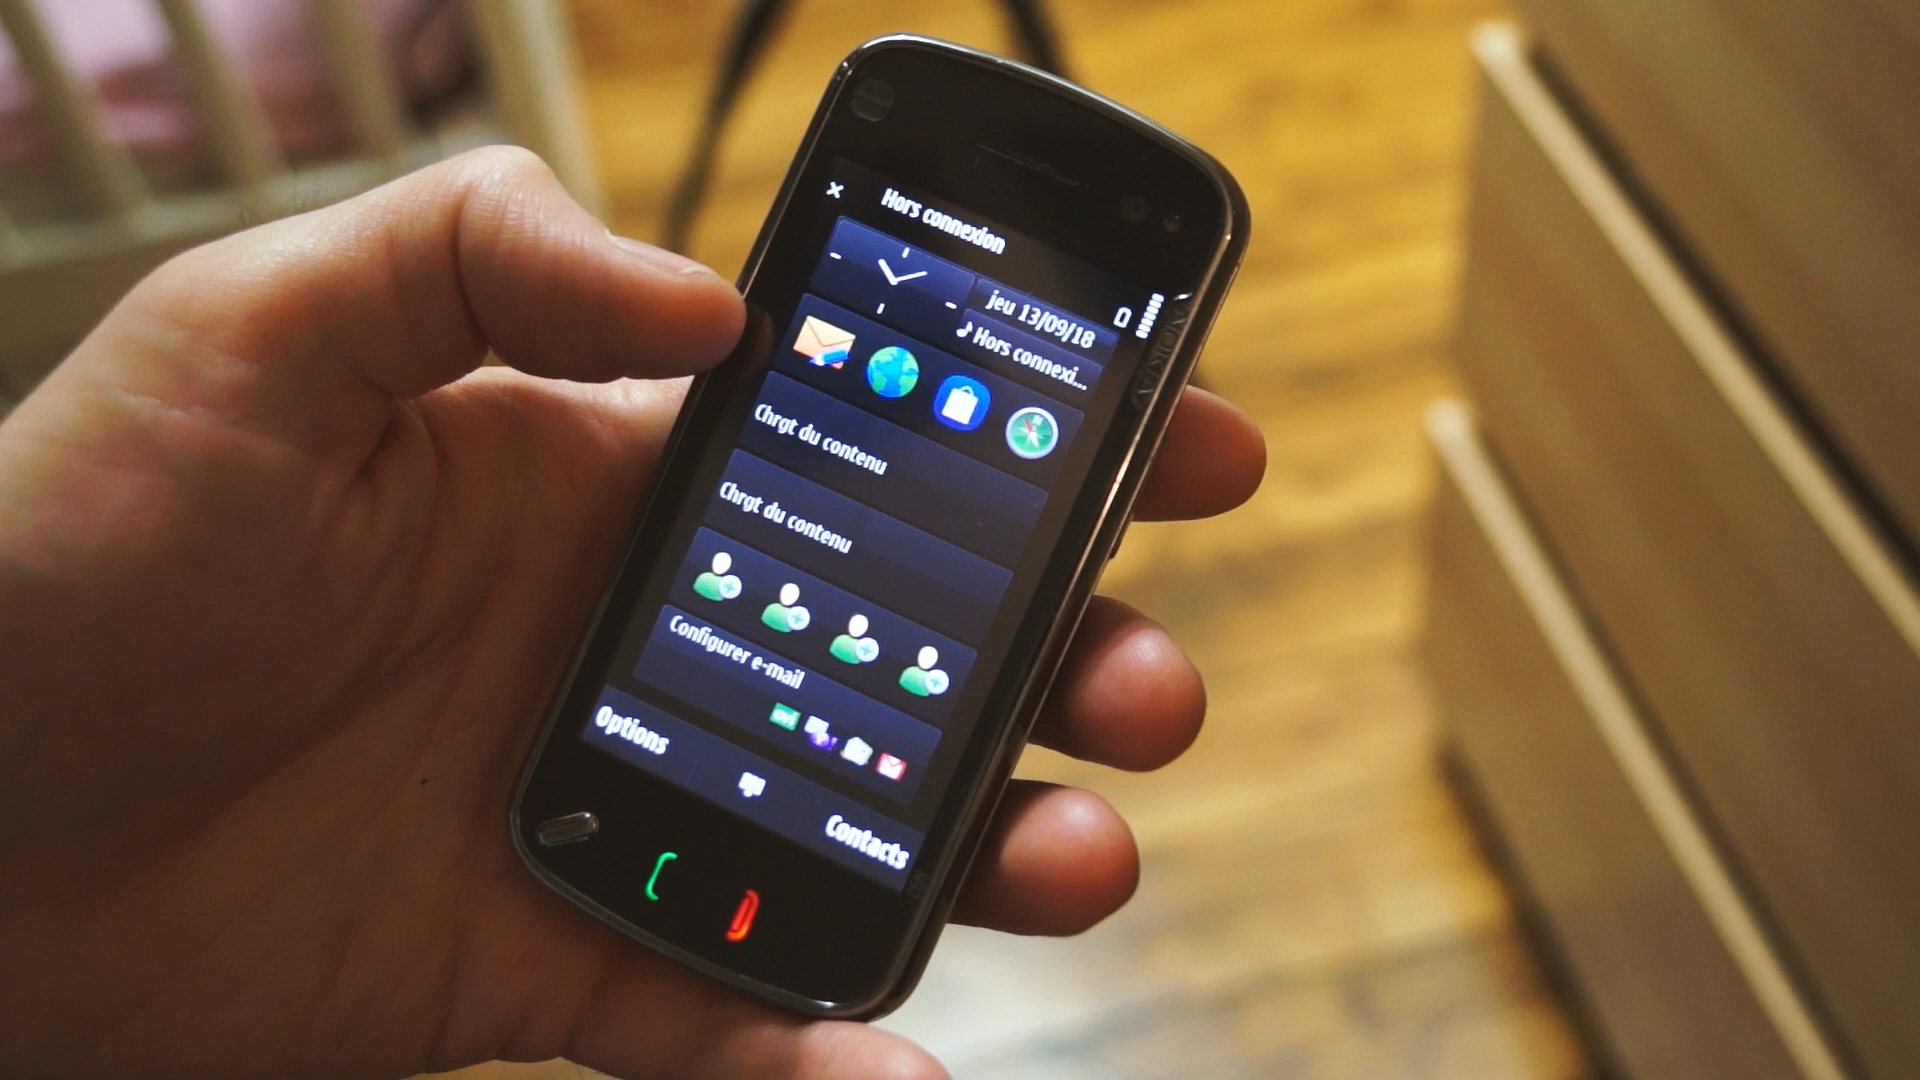 Hors connexion
jeu 13/09/18
Hors connexi...
Chrgt du contenu
Chrgt du contenu
Configurer e-mail
ovi
Options
Contacts
NOKIA